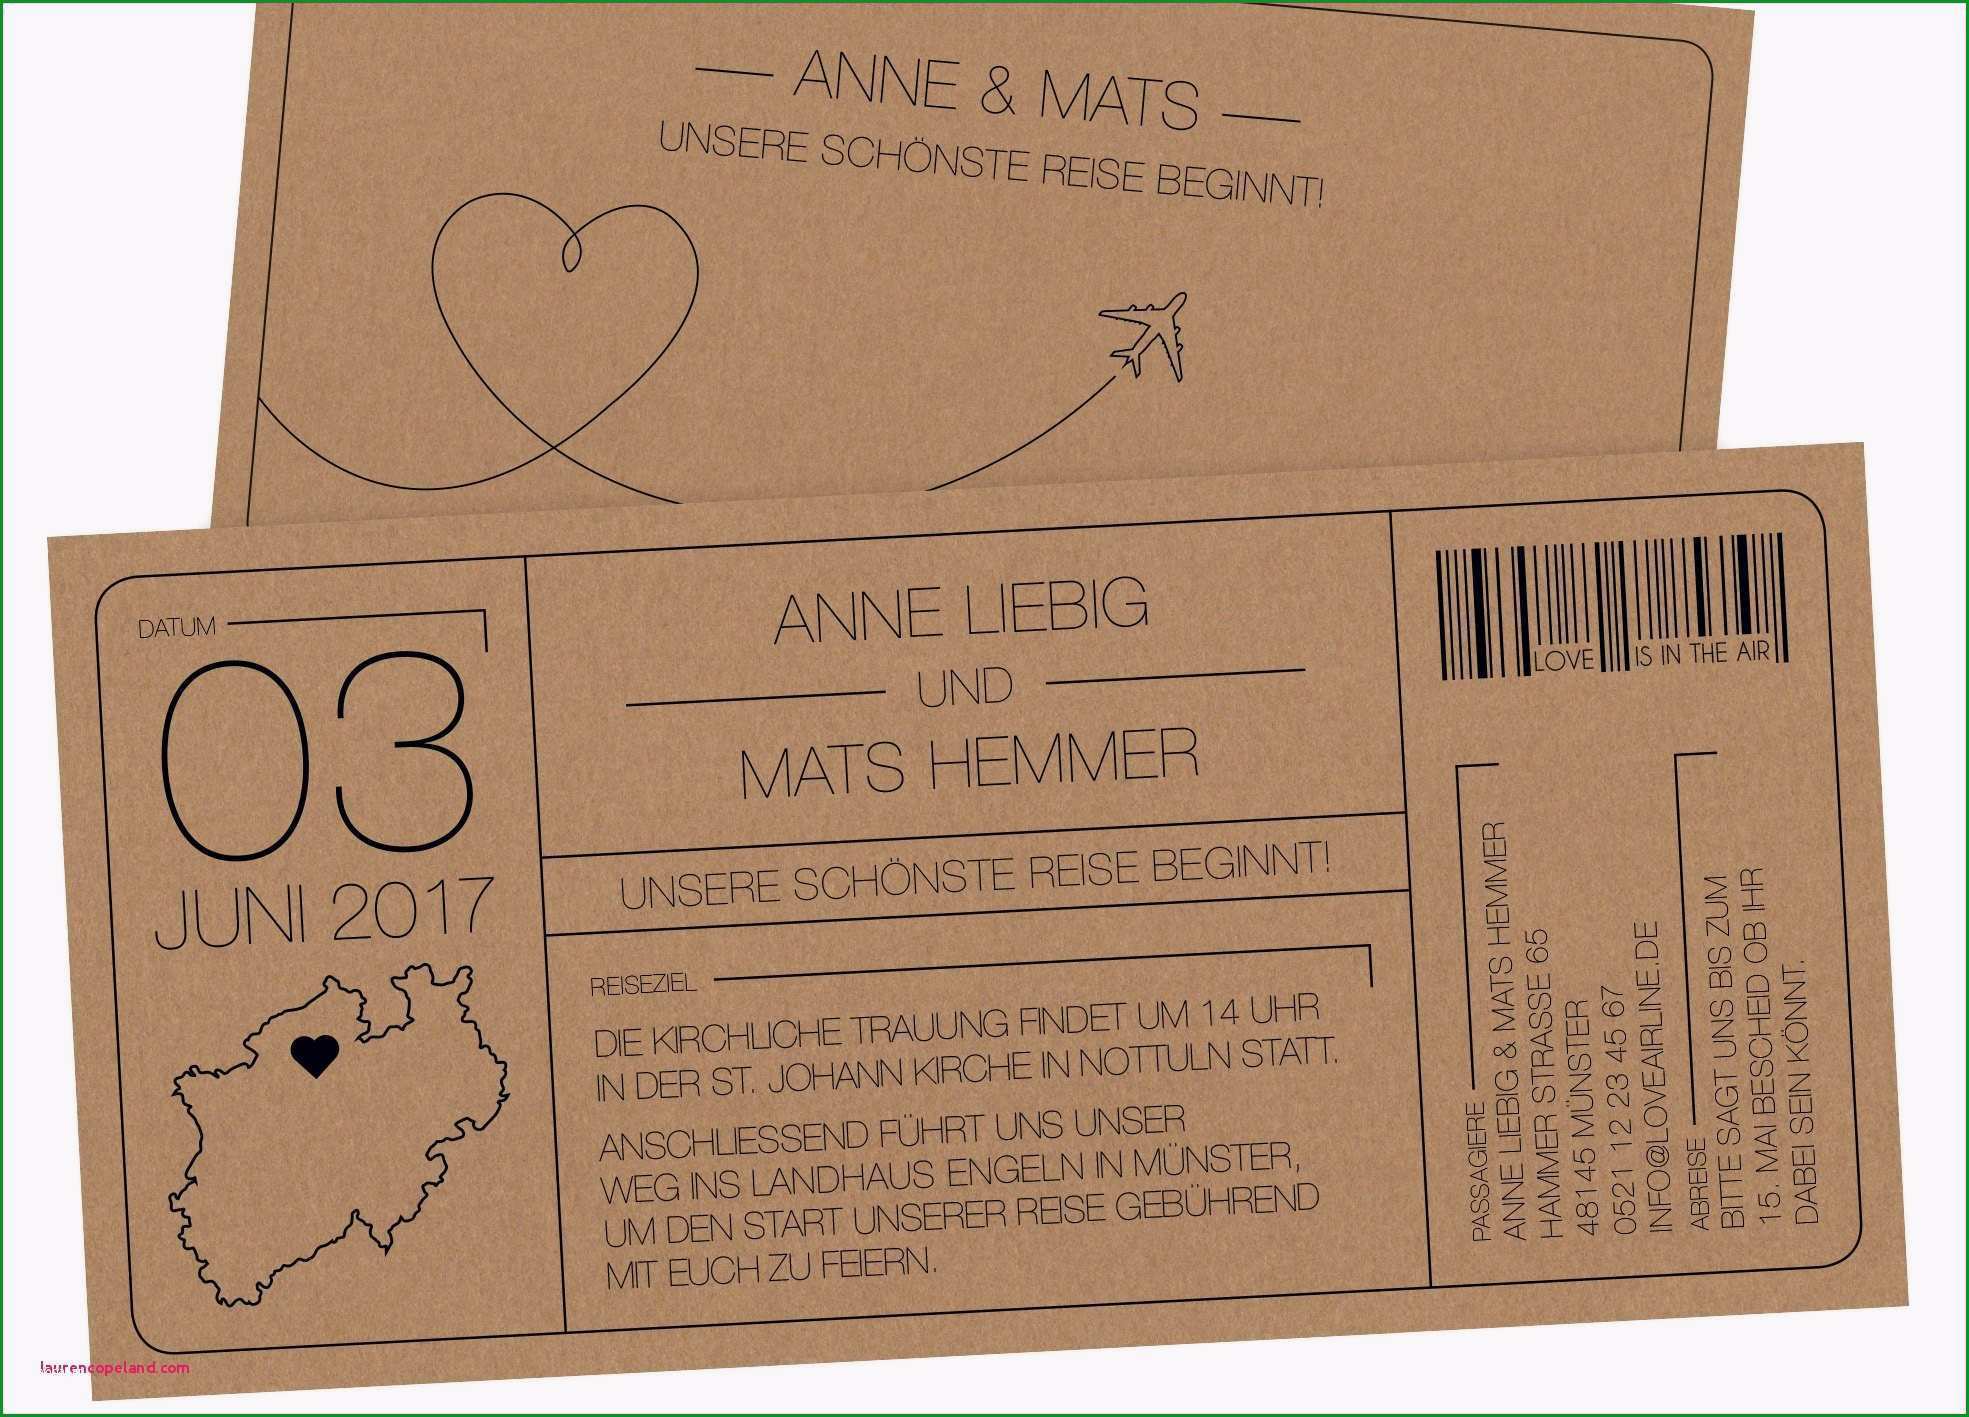 ANNE & MATS
UNSERE SCHÖNSTE REISE BEGINNT!
DATUM
03
JUNI 2017
ANNE LIEBIG
UND
MATS HEMMER
UNSERE SCHÖNSTE REISE BEGINNT!
REISEZIEL
DIE KIRCHLICHE TRAUUNG FINDET UM 14 UHR
IN DER ST. JOHANN KIRCHE IN NOTTULN STATT.
ANSCHLIESSEND FÜHRT UNS UNSER
WEG INS LANDHAUS ENGELN IN MÜNSTER,
UM DEN START UNSERER REISE GEBÜHREND
MIT EUCH ZU FEIERN.
LOVE IS IN THE AIR
PASSAGIERE
ANNE LIEBIG & MATS HEMMER
HAMMER STRASSE 65
48145 MÜNSTER
0521 12 23 45 67
INFO@LOVEAIRLINE.DE
ABREISE
BITTE SAGT UNS BIS ZUM
15. MAI BESCHEID OB IHR
DABEI SEIN KÖNNT.
laurencopeland.com